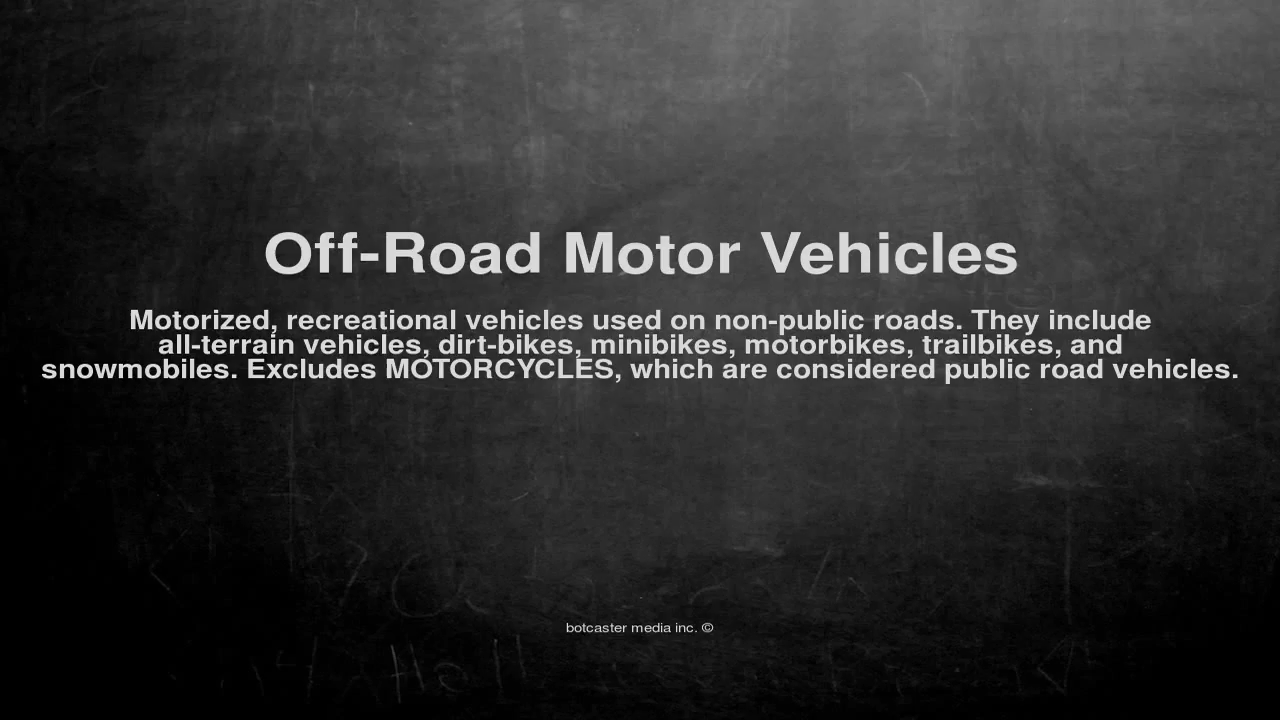 Off-Road Motor Vehicles
Motorized, recreational vehicles used on non-public roads. They include
all-terrain vehicles, dirt-bikes, minibikes, motorbikes, trailbikes, and
snowmobiles. Excludes MOTORCYCLES, which are considered public road vehicles.
botcaster media inc. ©